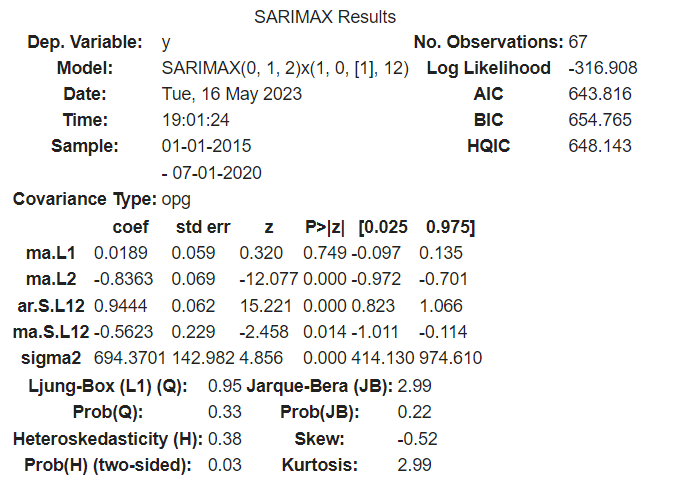 SARIMAX Results
Dep. Variable: y No. Observations: 67
Model: SARIMAX(0, 1, 2)x(1, 0, [1], 12) Log Likelihood -316.908
Date: Tue, 16 May 2023 AIC 643.816
Time: 19:01:24 BIC 654.765
Sample: 01-01-2015 HQIC 648.143
- 07-01-2020
Covariance Type: opg
coef std err z P>|z| [0.025 0.975]
ma.L1 0.0189 0.059 0.320 0.749 -0.097 0.135
ma.L2 -0.8363 0.069 -12.077 0.000 -0.972 -0.701
ar.S.L12 0.9444 0.062 15.221 0.000 0.823 1.066
ma.S.L12 -0.5623 0.229 -2.458 0.014 -1.011 -0.114
sigma2 694.3701 142.982 4.856 0.000 414.130 974.610
Ljung-Box (L1) (Q): 0.95 Jarque-Bera (JB): 2.99
Prob(Q): 0.33 Prob(JB): 0.22
Heteroskedasticity (H): 0.38 Skew: -0.52
Prob(H) (two-sided): 0.03 Kurtosis: 2.99